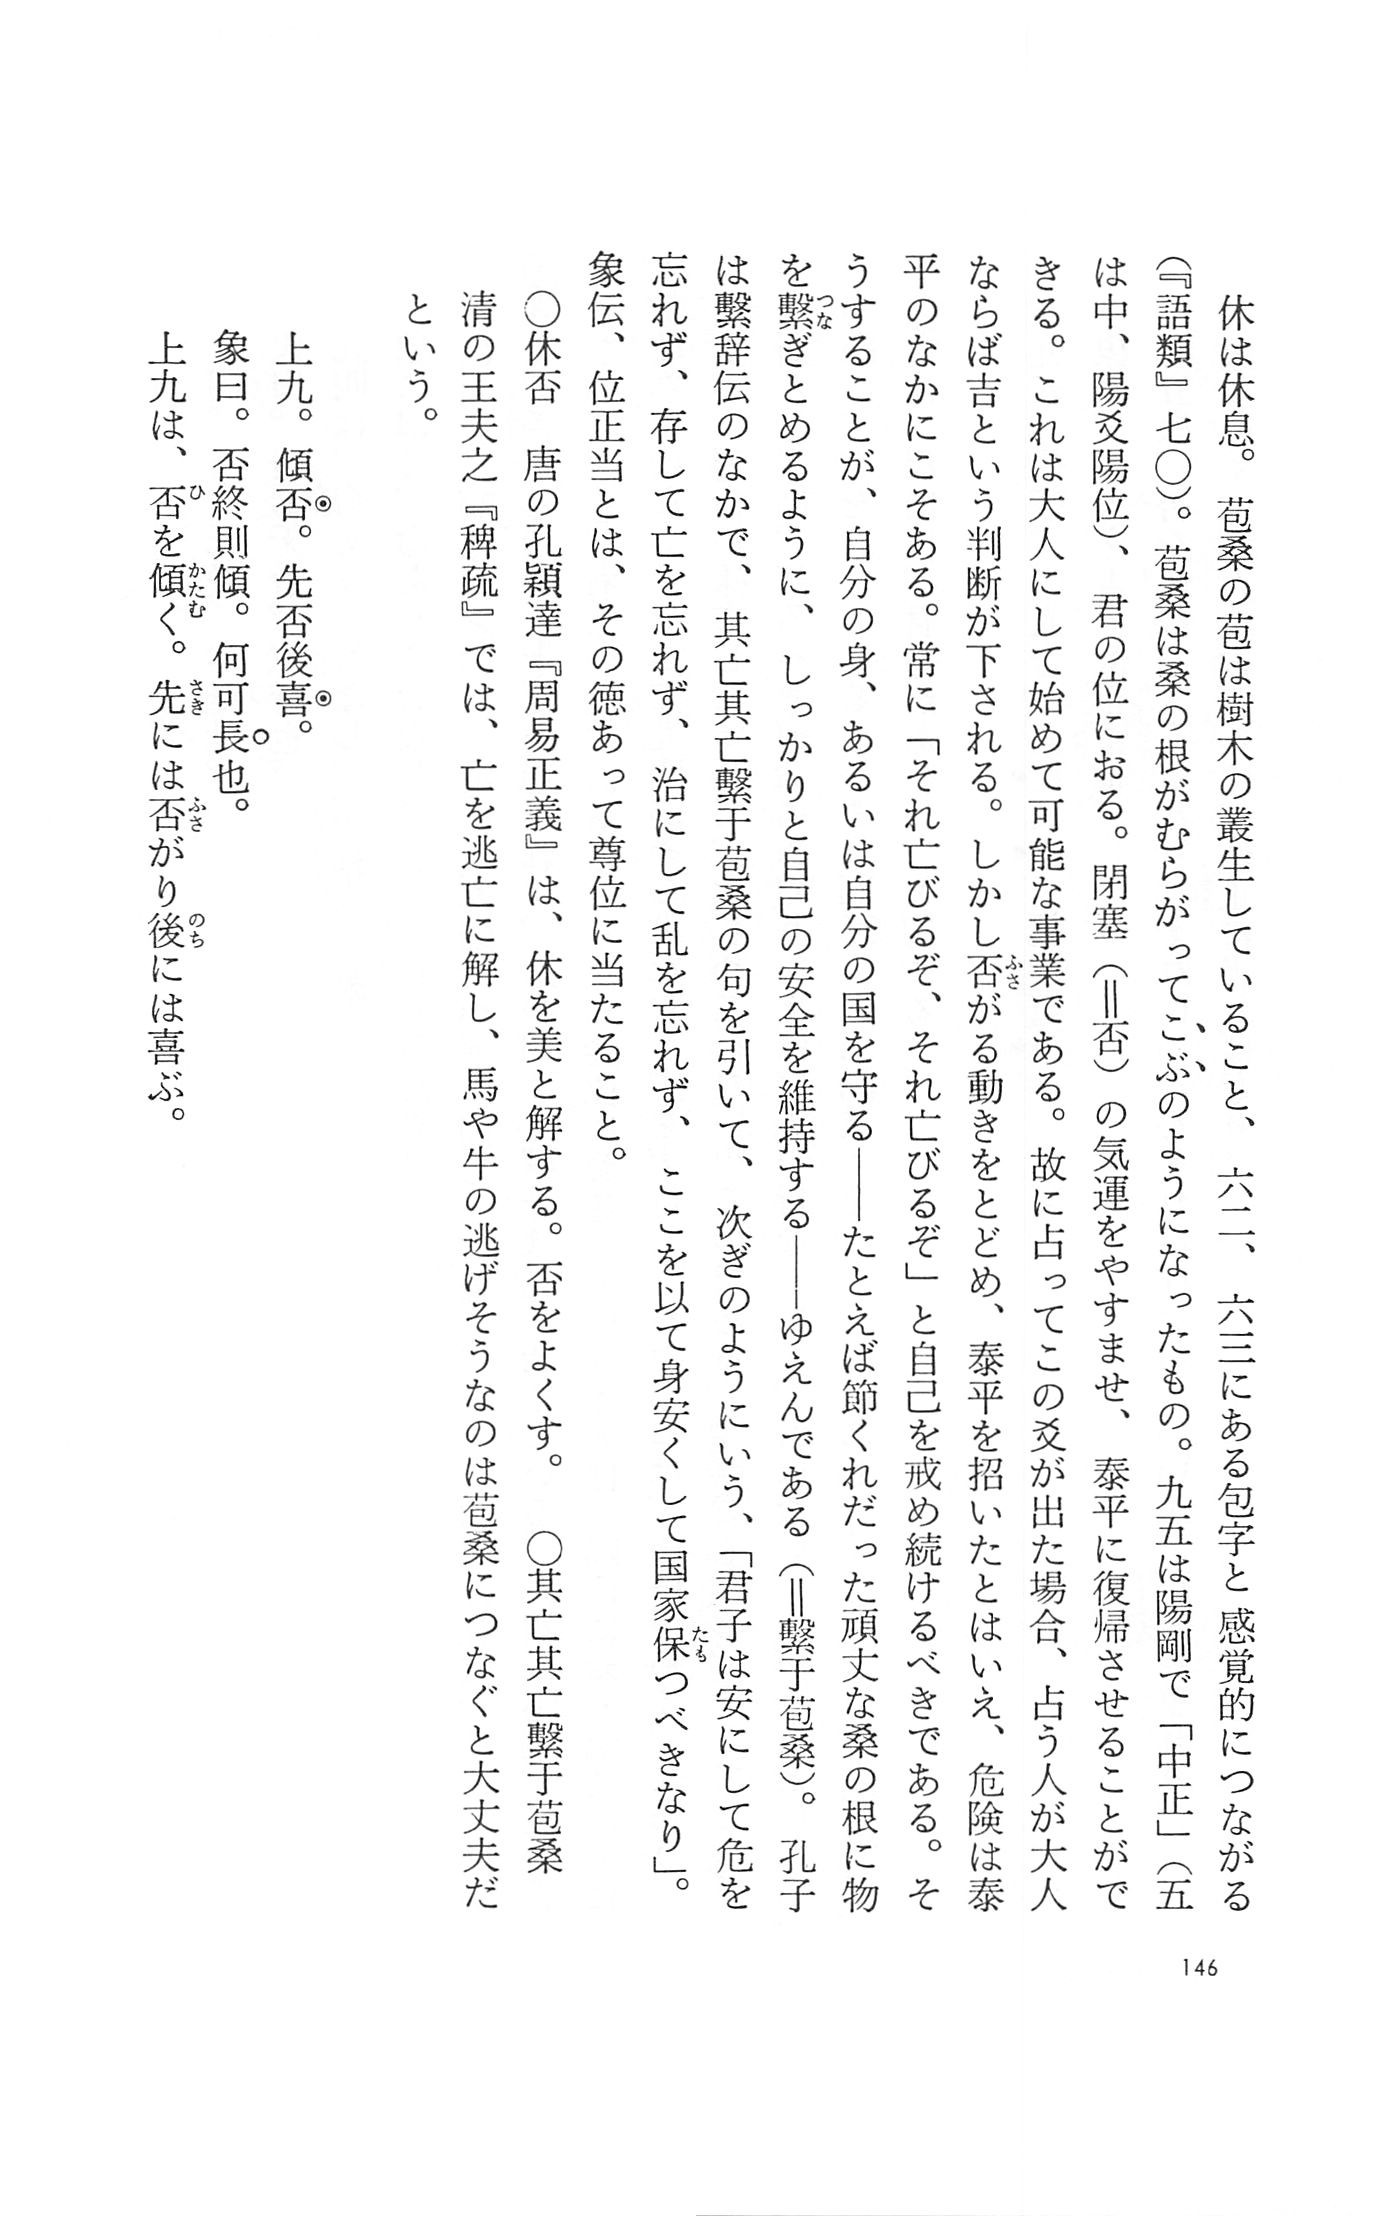 休は休息。苞桑の苞は樹木の叢生していること、六二、六三にある包字と感覚的につながる
(『語類』七〇)。苞桑は桑の根がむらがってこぶのようになったもの。九五は陽剛で「中正」(五
は中、陽爻陽位)、君の位におる。閉塞(=否)の気運をやすませ、泰平に復帰させることがで
きる。これは大人にして始めて可能な事業である。故に占ってこの爻が出た場合、占う人が大人
ならば吉という判断が下される。しかし否がる動きをとどめ、泰平を招いたとはいえ、危険は泰
平のなかにこそある。常に「それ亡びるぞ、それ亡びるぞ」と自己を戒め続けるべきである。そ
うすることが、自分の身、あるいは自分の国を守る——たとえば節くれだった頑丈な桑の根に物
を繫ぎとめるように、しっかりと自己の安全を維持する——ゆえんである(=繫于苞桑)。孔子
は繫辞伝のなかで、其亡其亡繫于苞桑の句を引いて、次ぎのようにいう、「君子は安にして危を
忘れず、存して亡を忘れず、治にして乱を忘れず、ここを以て身安くして国家保つべきなり」。
象伝、位正当とは、その徳あって尊位に当たること。
〇休否 唐の孔穎達『周易正義』は、休を美と解する。否をよくす。 〇其亡其亡繫于苞桑
清の王夫之『稗疏』では、亡を逃亡に解し、馬や牛の逃げそうなのは苞桑につなぐと大丈夫だ
という。
上九。傾否。先否後喜。
象曰。否終則傾。何可長也。
上九は、否を傾く。先には否がり後には喜ぶ。
146